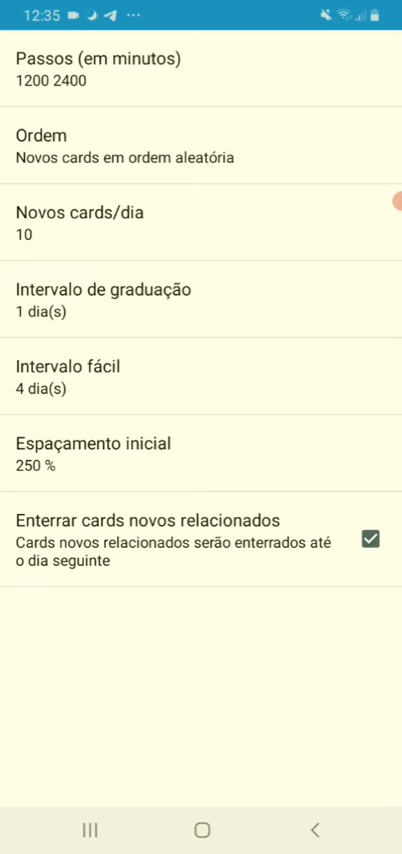 12:35
Passos (em minutos)
1200 2400
Ordem
Novos cards em ordem aleatória
Novos cards/dia
10
Intervalo de graduação
1 dia(s)
Intervalo fácil
4 dia(s)
Espaçamento inicial
250 %
Enterrar cards novos relacionados
Cards novos relacionados serão enterrados até
o dia seguinte